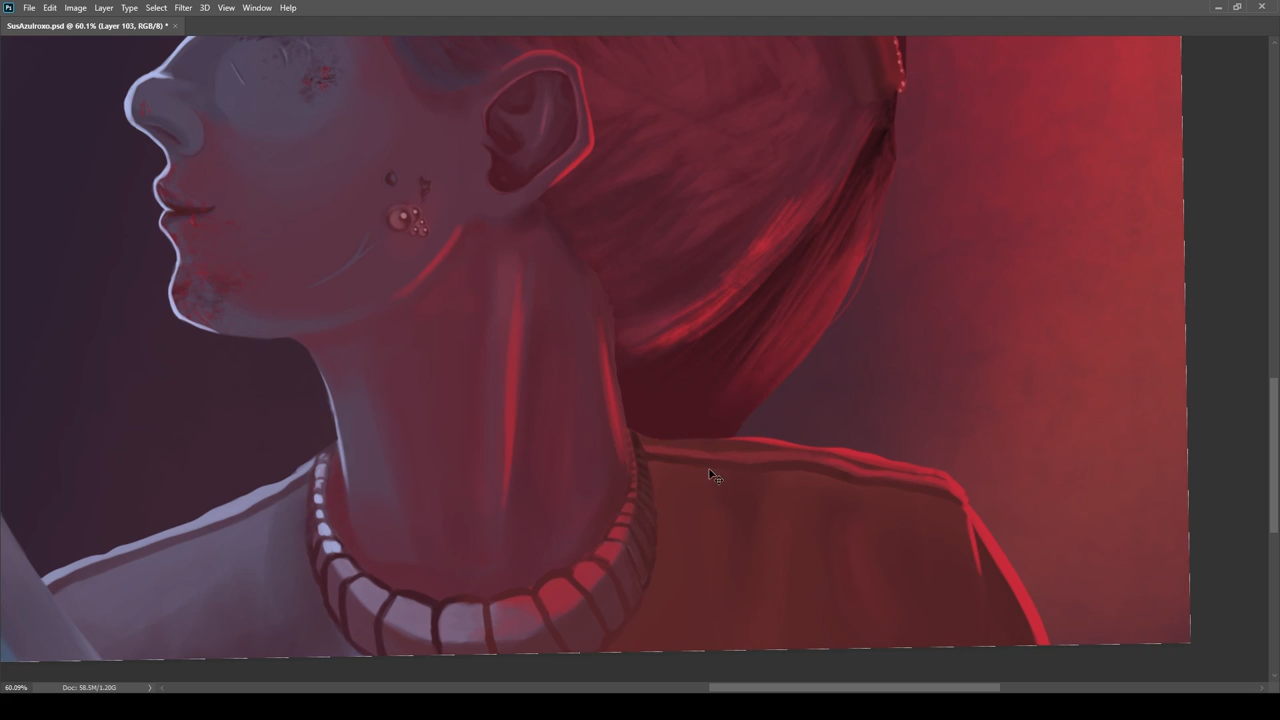 Ps File Edit Image Layer Type Select Filter 3D View Window Help
SusAzulroxo.psd @ 60.1% (Layer 103, RGB/8) * ×
60.09% Doc: 58.5M/1.20G